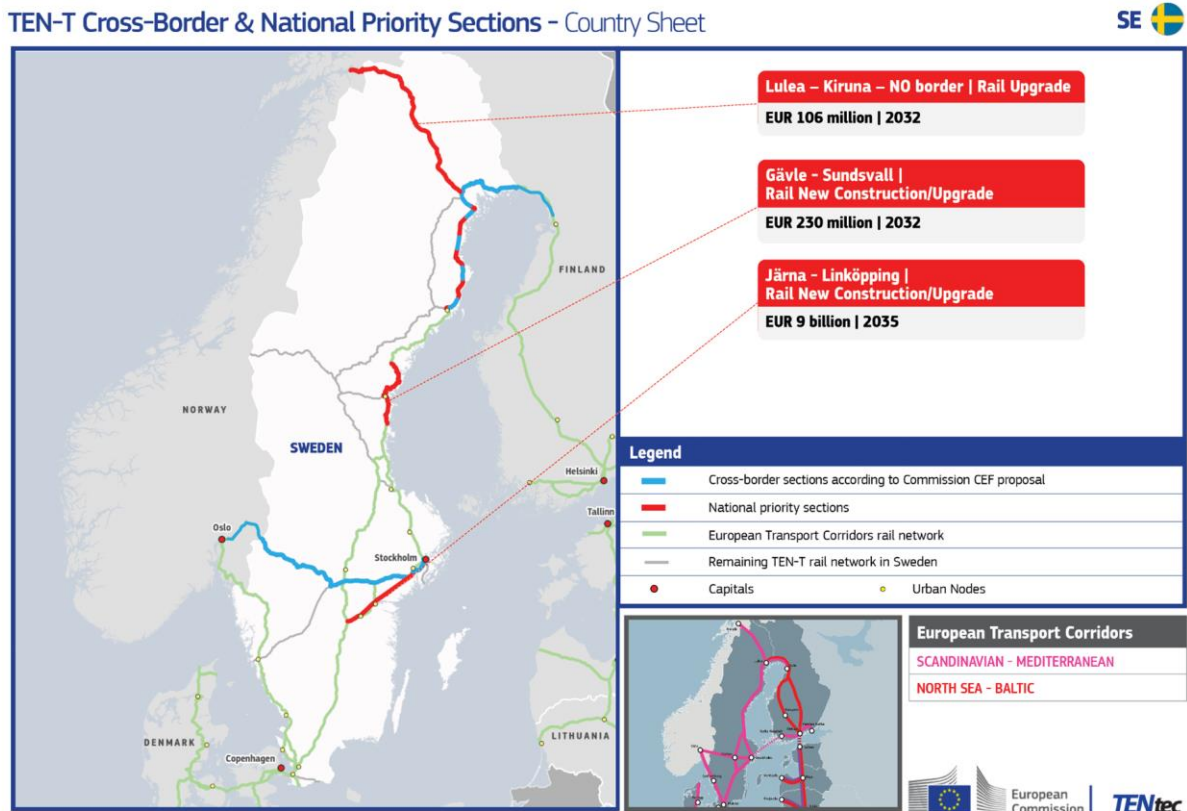 TEN-T Cross-Border & National Priority Sections - Country Sheet
SE
Lulea – Kiruna – NO border | Rail Upgrade
EUR 106 million | 2032
Gävle - Sundsvall |
Rail New Construction/Upgrade
EUR 230 million | 2032
Järna - Linköpping |
Rail New Construction/Upgrade
EUR 9 billion | 2035
FINLAND
NORWAY
SWEDEN
Helsinki
Tallinn
Oslo
Stockholm
DENMARK
Copenhagen
LITHUANIA
Legend
Cross-border sections according to Commission CEF proposal
National priority sections
European Transport Corridors rail network
Remaining TEN-T rail network in Sweden
Capitals
Urban Nodes
European Transport Corridors
SCANDINAVIAN - MEDITERRANEAN
NORTH SEA - BALTIC
European
Commission
TENtec